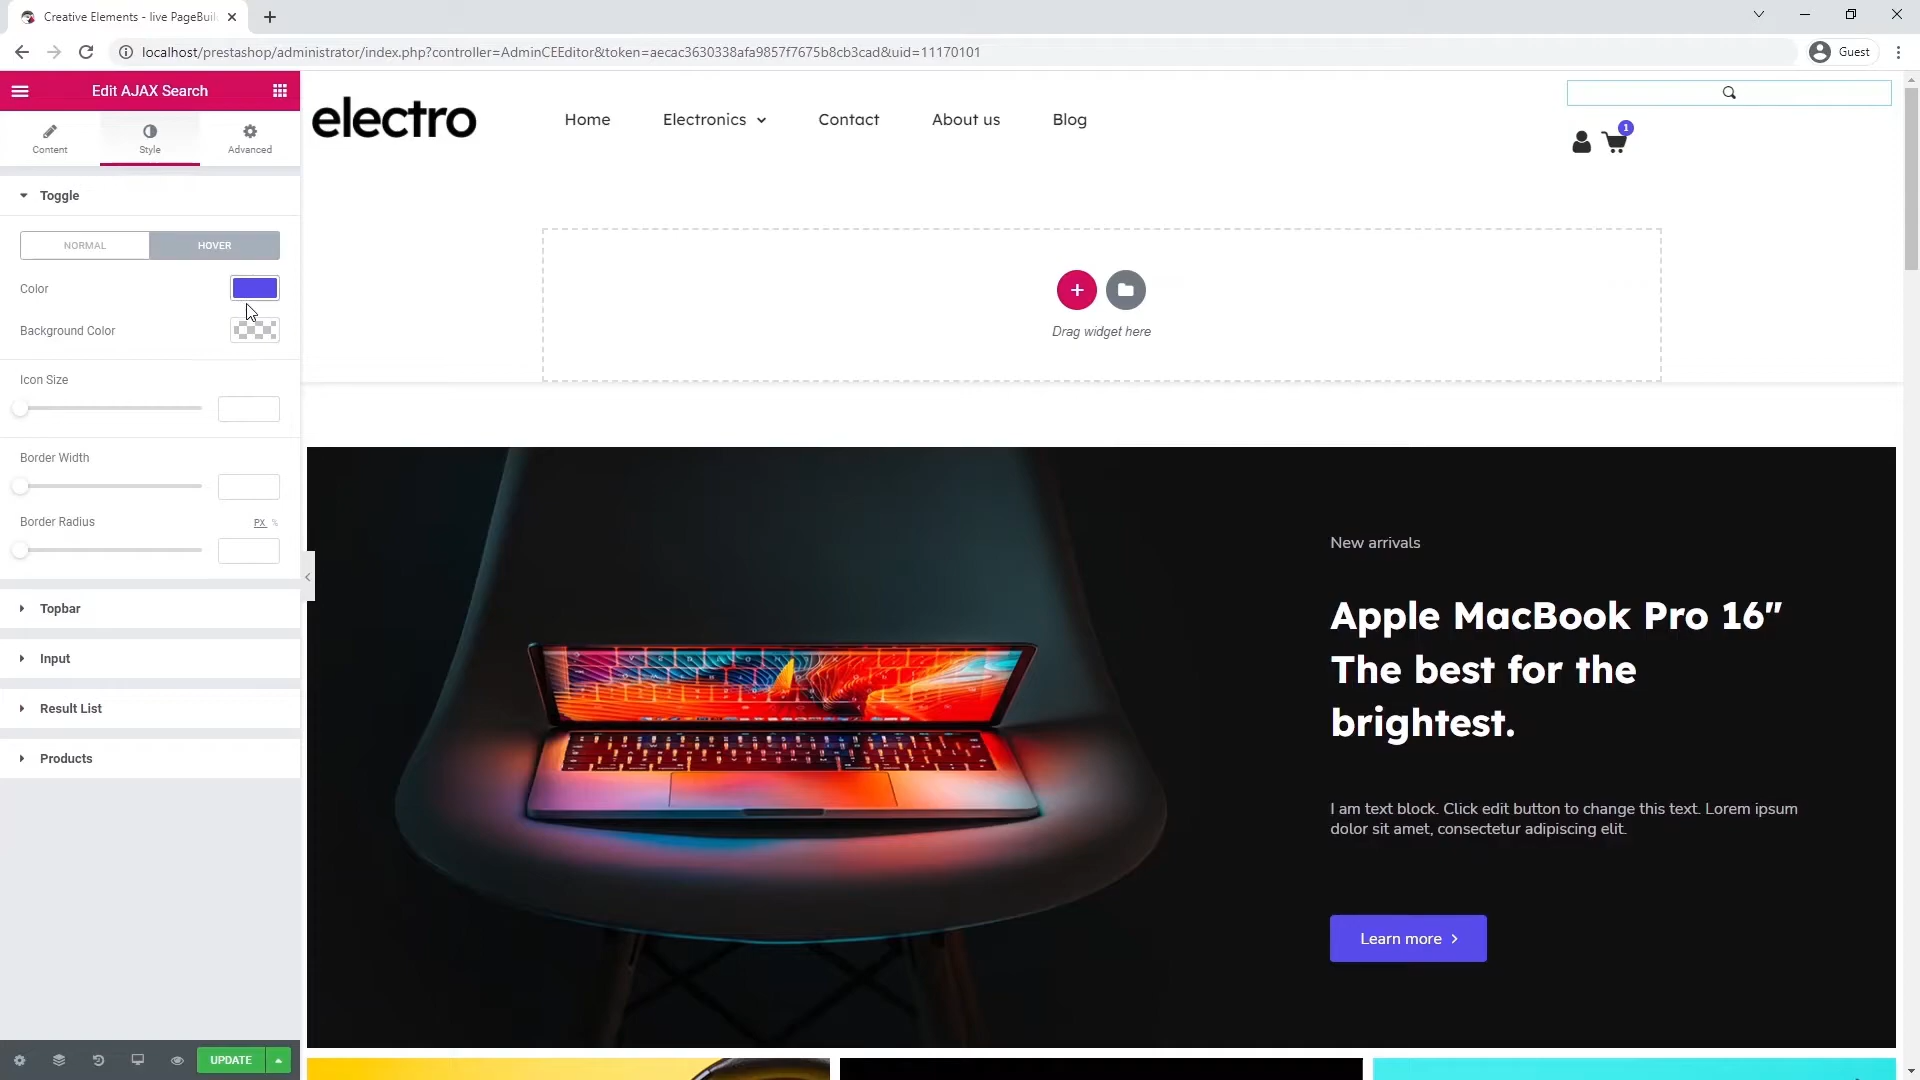 Creative Elements - live PageBuil
localhost/prestashop/administrator/index.php?controller=AdminCEEditor&token=aecac3630338afa9857f7675b8cb3cad&uid=11170101
Guest
Edit AJAX Search
Content
Style
Advanced
Toggle
NORMAL
HOVER
Color
Background Color
Icon Size
Border Width
Border Radius
PX %
Topbar
Input
Result List
Products
UPDATE
electro
Home
Electronics
Contact
About us
Blog
1
Drag widget here
New arrivals
Apple MacBook Pro 16″
The best for the
brightest.
I am text block. Click edit button to change this text. Lorem ipsum
dolor sit amet, consectetur adipiscing elit.
Learn more